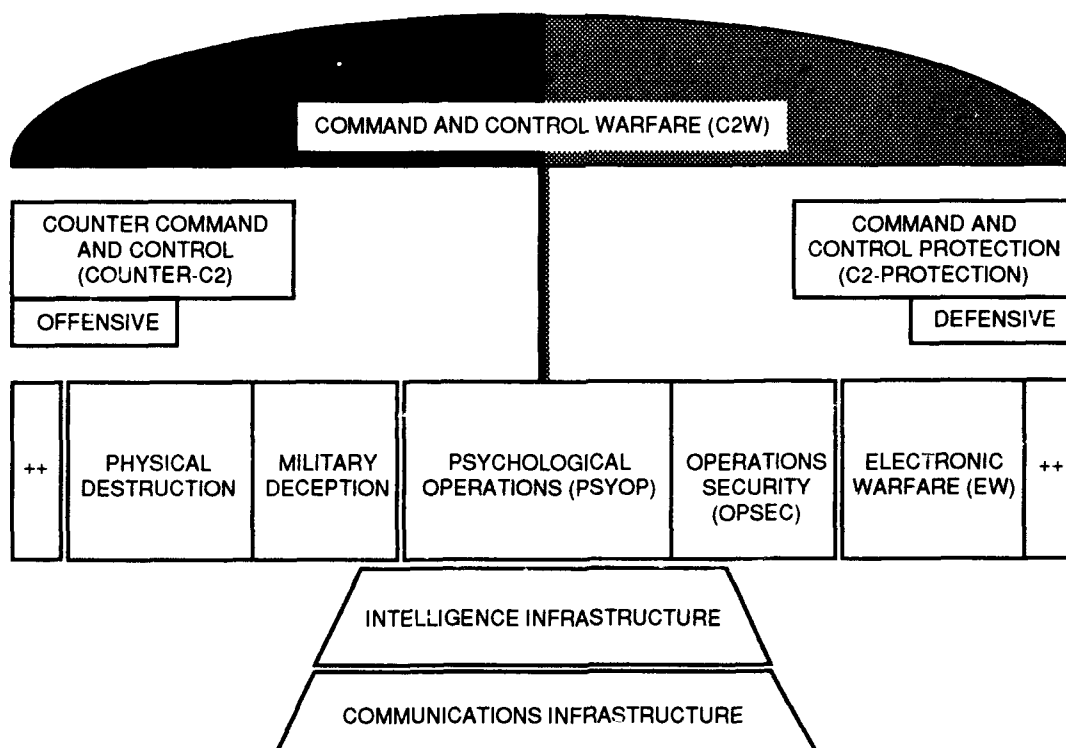 COMMAND AND CONTROL WARFARE (C2W)
COUNTER COMMAND
AND CONTROL
(COUNTER-C2)
OFFENSIVE
COMMAND AND
CONTROL PROTECTION
(C2-PROTECTION)
DEFENSIVE
++
PHYSICAL
DESTRUCTION
MILITARY
DECEPTION
PSYCHOLOGICAL
OPERATIONS (PSYOP)
OPERATIONS
SECURITY
(OPSEC)
ELECTRONIC
WARFARE (EW)
++
INTELLIGENCE INFRASTRUCTURE
COMMUNICATIONS INFRASTRUCTURE